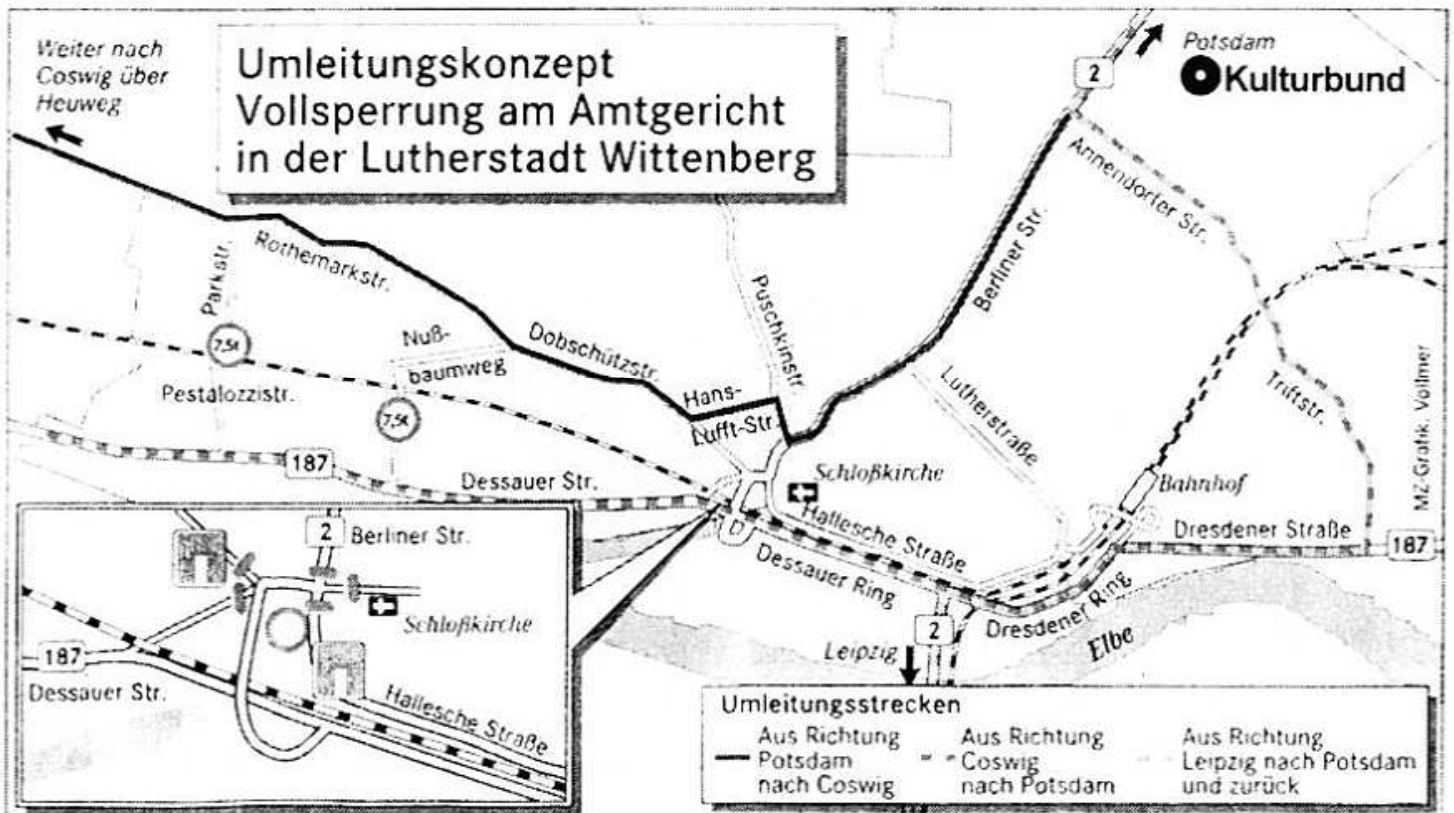 Weiter nach
Coswig über
Heuweg
Umleitungskonzept
Vollsperrung am Amtgericht
in der Lutherstadt Wittenberg
2
Potsdam
Kulturbund
Annendorfer Str.
Berliner Str.
Rothemarkstr.
Parkstr.
7,5t
Nuß-
baumweg
7,5t
Dobschützstr.
Puschkinstr.
Hans-
Lufft-Str.
Pestalozzistr.
Lutherstraße
Triftstr.
MZ-Grafik. Vollmer
187
Dessauer Str.
Schloßkirche
Bahnhof
Hallesche Straße
Dessauer Ring
Dresdener Straße
187
Dresdener Ring
2
Leipzig
Elbe
2
Berliner Str.
Schloßkirche
187
Dessauer Str.
Hallesche Straße
Umleitungsstrecken
Aus Richtung
Potsdam
nach Coswig
Aus Richtung
Coswig
nach Potsdam
Aus Richtung
Leipzig nach Potsdam
und zurück